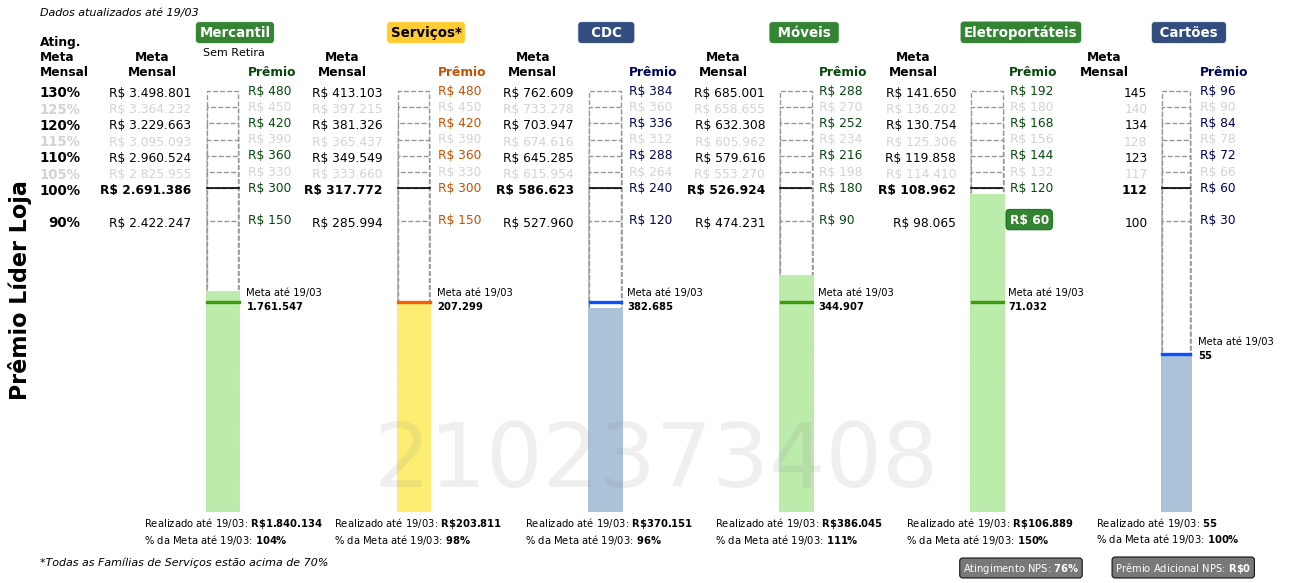 Dados atualizados até 19/03
Mercantil Serviços* CDC Móveis Eletroportáteis Cartões
Sem Retira
Ating. Meta Mensal Meta Mensal Prêmio Meta Mensal Prêmio Meta Mensal Prêmio Meta Mensal Prêmio Meta Mensal Prêmio Meta Mensal Prêmio
130% R$ 3.498.801 R$ 480 R$ 413.103 R$ 480 R$ 762.609 R$ 384 R$ 685.001 R$ 288 R$ 141.650 R$ 192 145 R$ 96
125% R$ 3.364.232 R$ 450 R$ 397.215 R$ 450 R$ 733.278 R$ 360 R$ 658.655 R$ 270 R$ 136.202 R$ 180 140 R$ 90
120% R$ 3.229.663 R$ 420 R$ 381.326 R$ 420 R$ 703.947 R$ 336 R$ 632.308 R$ 252 R$ 130.754 R$ 168 134 R$ 84
115% R$ 3.095.093 R$ 390 R$ 365.437 R$ 390 R$ 674.616 R$ 312 R$ 605.962 R$ 234 R$ 125.306 R$ 156 128 R$ 78
110% R$ 2.960.524 R$ 360 R$ 349.549 R$ 360 R$ 645.285 R$ 288 R$ 579.616 R$ 216 R$ 119.858 R$ 144 123 R$ 72
105% R$ 2.825.955 R$ 330 R$ 333.660 R$ 330 R$ 615.954 R$ 264 R$ 553.270 R$ 198 R$ 114.410 R$ 132 117 R$ 66
100% R$ 2.691.386 R$ 300 R$ 317.772 R$ 300 R$ 586.623 R$ 240 R$ 526.924 R$ 180 R$ 108.962 R$ 120 112 R$ 60
90% R$ 2.422.247 R$ 150 R$ 285.994 R$ 150 R$ 527.960 R$ 120 R$ 474.231 R$ 90 R$ 98.065 R$ 60 100 R$ 30
Prêmio Líder Loja
Meta até 19/03 Meta até 19/03 Meta até 19/03 Meta até 19/03 Meta até 19/03
1.761.547 207.299 382.685 344.907 71.032
Meta até 19/03
55
2102373408
Realizado até 19/03: R$1.840.134 Realizado até 19/03: R$203.811 Realizado até 19/03: R$370.151 Realizado até 19/03: R$386.045 Realizado até 19/03: R$106.889 Realizado até 19/03: 55
% da Meta até 19/03: 104% % da Meta até 19/03: 98% % da Meta até 19/03: 96% % da Meta até 19/03: 111% % da Meta até 19/03: 150% % da Meta até 19/03: 100%
*Todas as Famílias de Serviços estão acima de 70% Atingimento NPS: 76% Prêmio Adicional NPS: R$0